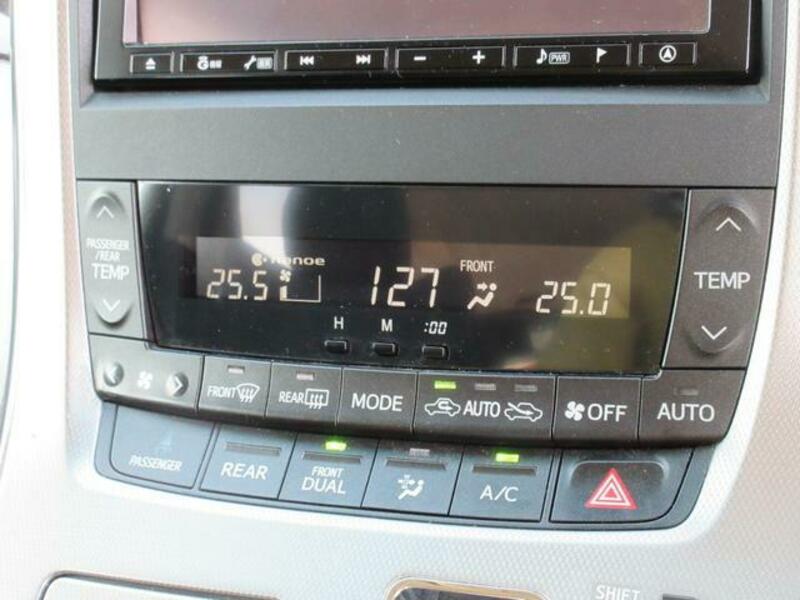 PWR
nanoe
25.5 127 FRONT 25.0
PASSENGER
/REAR
TEMP
TEMP
H M :00
FRONT REAR MODE AUTO OFF AUTO
PASSENGER REAR FRONT
DUAL A/C
SHIFT